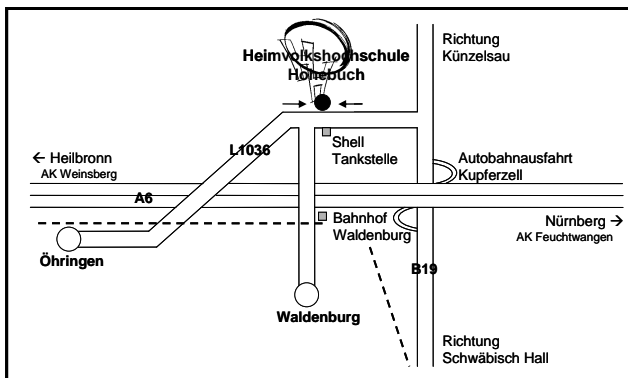 Richtung
Künzelsau
Heimvolkshochschule
Hohebuch
Shell
Tankstelle
L1036
← Heilbronn
AK Weinsberg
Autobahnausfahrt
Kupferzell
A6
Bahnhof
Waldenburg
Nürnberg →
AK Feuchtwangen
Öhringen
B19
Waldenburg
Richtung
Schwäbisch Hall